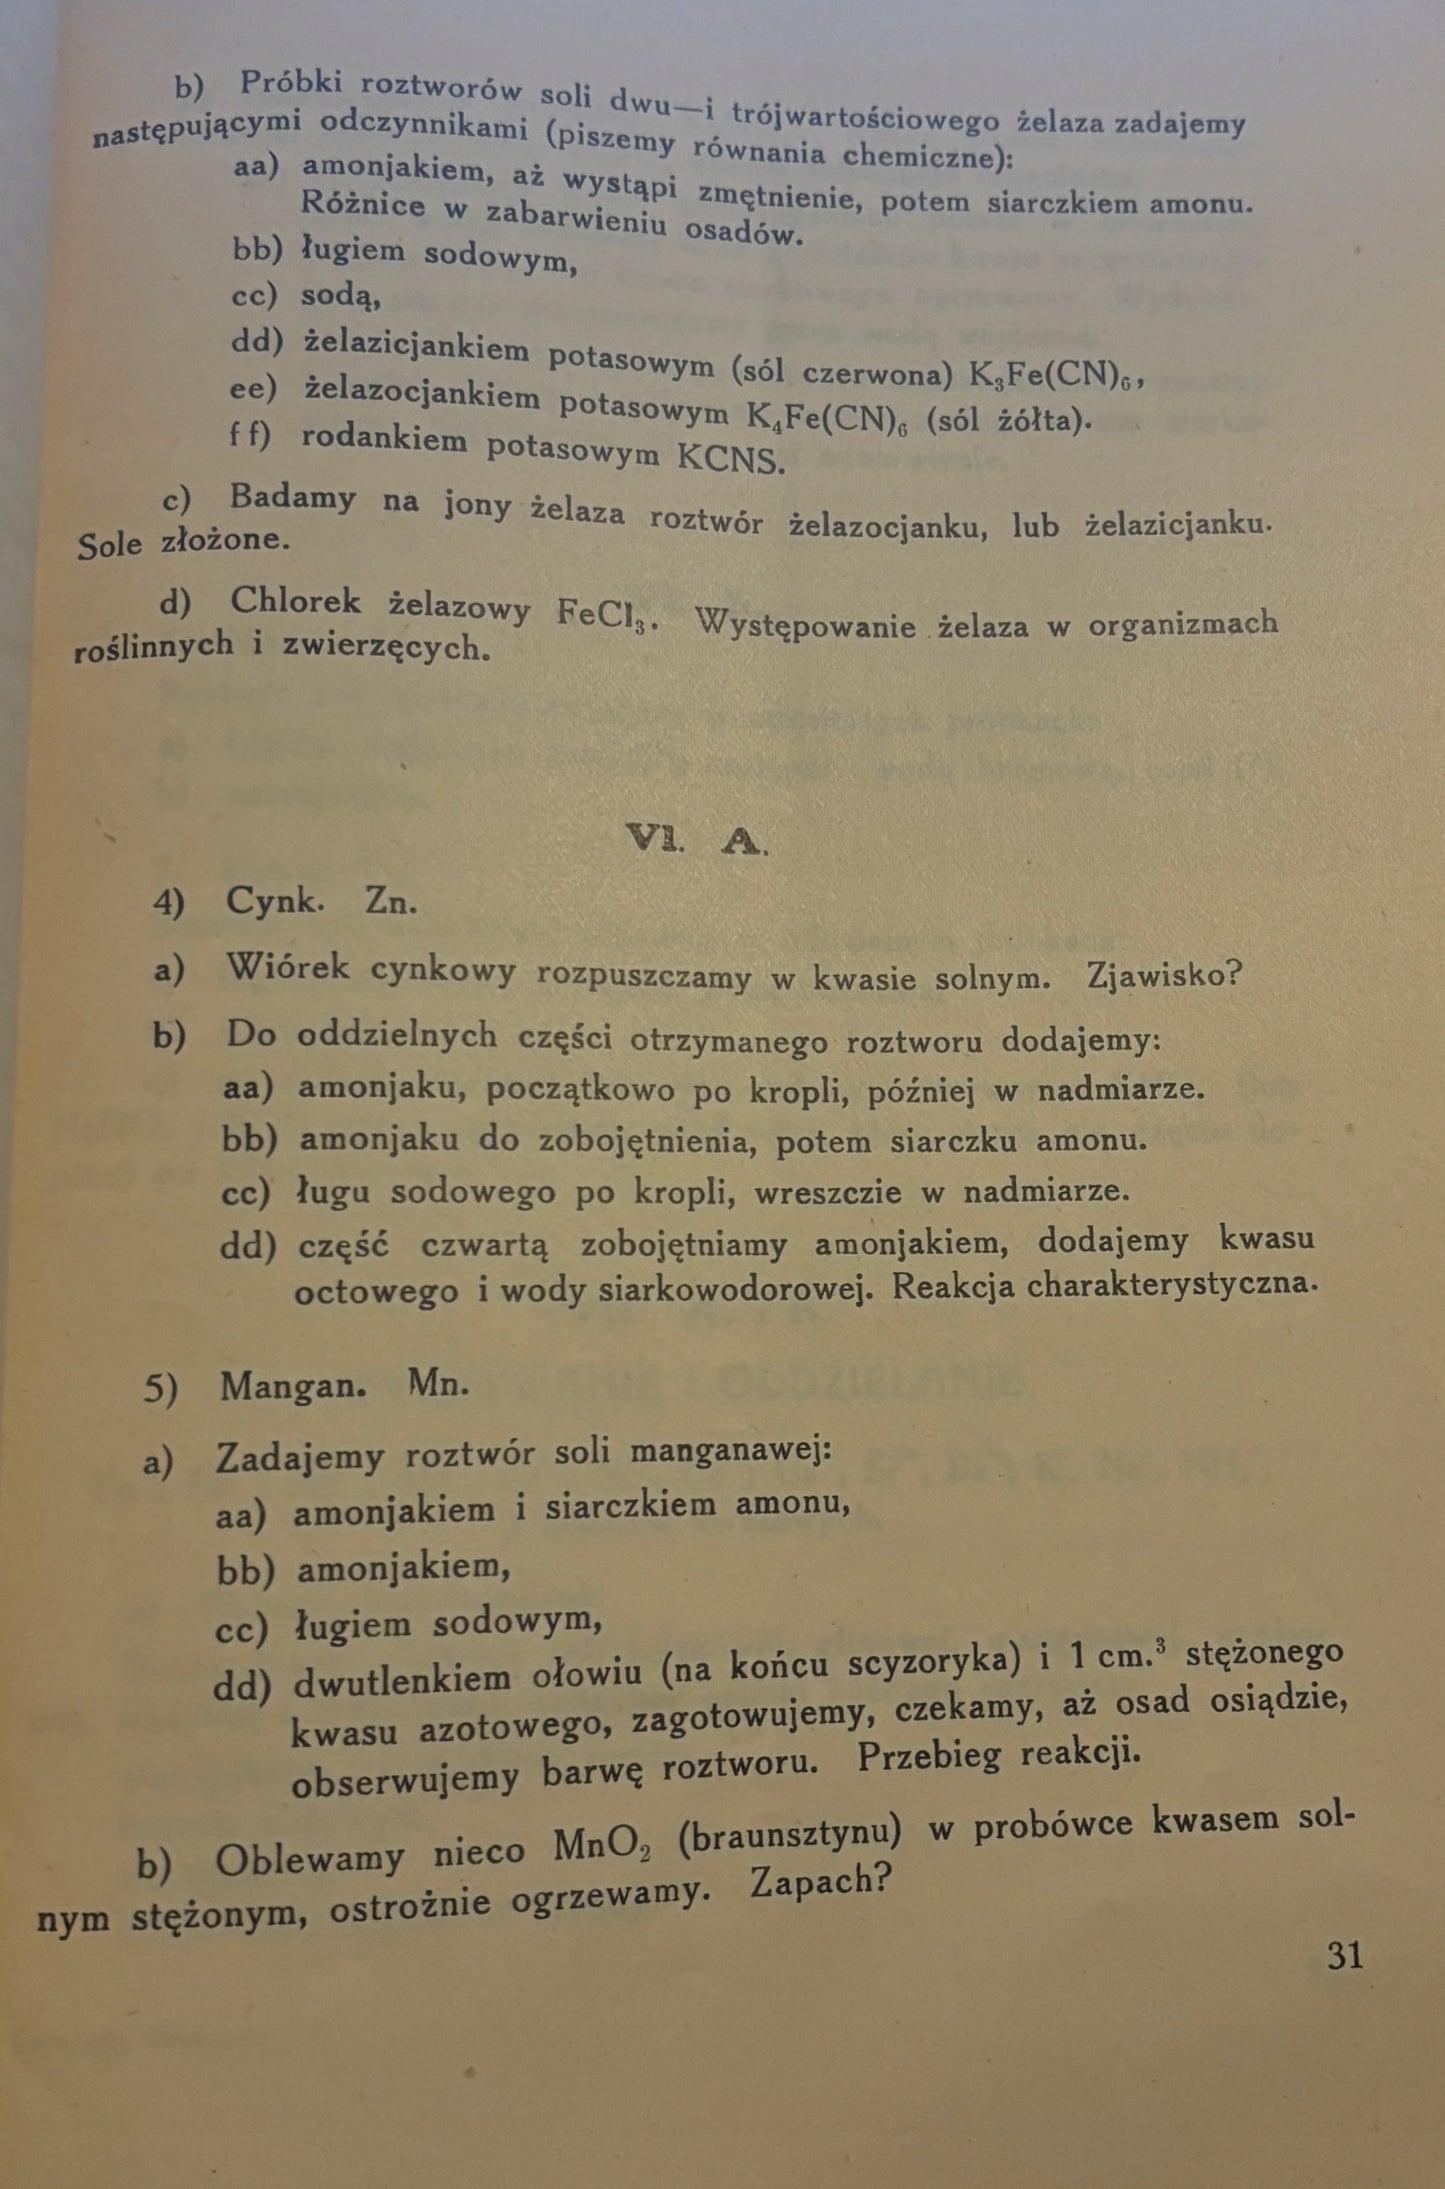 b) Próbki roztworów soli dwu—i trójwartościowego żelaza zadajemy
następującymi odczynnikami (piszemy równania chemiczne):
aa) amonjakiem, aż wystąpi zmętnienie, potem siarczkiem amonu.
Różnice w zabarwieniu osadów.
bb) ługiem sodowym,
cc) sodą,
dd) żelazicjankiem potasowym (sól czerwona) K₃Fe(CN)₆,
ee) żelazocjankiem potasowym K₄Fe(CN)₆ (sól żółta).
ff) rodankiem potasowym KCNS.
c) Badamy na jony żelaza roztwór żelazocjanku, lub żelazicjanku.
Sole złożone.
d) Chlorek żelazowy FeCl₃. Występowanie żelaza w organizmach
roślinnych i zwierzęcych.
VI. A.
4) Cynk. Zn.
a) Wiórek cynkowy rozpuszczamy w kwasie solnym. Zjawisko?
b) Do oddzielnych części otrzymanego roztworu dodajemy:
aa) amonjaku, początkowo po kropli, później w nadmiarze.
bb) amonjaku do zobojętnienia, potem siarczku amonu.
cc) ługu sodowego po kropli, wreszcie w nadmiarze.
dd) część czwartą zobojętniamy amonjakiem, dodajemy kwasu
octowego i wody siarkowodorowej. Reakcja charakterystyczna.
5) Mangan. Mn.
a) Zadajemy roztwór soli manganawej:
aa) amonjakiem i siarczkiem amonu,
bb) amonjakiem,
cc) ługiem sodowym,
dd) dwutlenkiem ołowiu (na końcu scyzoryka) i 1 cm.³ stężonego
kwasu azotowego, zagotowujemy, czekamy, aż osad osiądzie,
obserwujemy barwę roztworu. Przebieg reakcji.
b) Oblewamy nieco MnO₂ (braunsztynu) w probówce kwasem sol-
nym stężonym, ostrożnie ogrzewamy. Zapach?
31